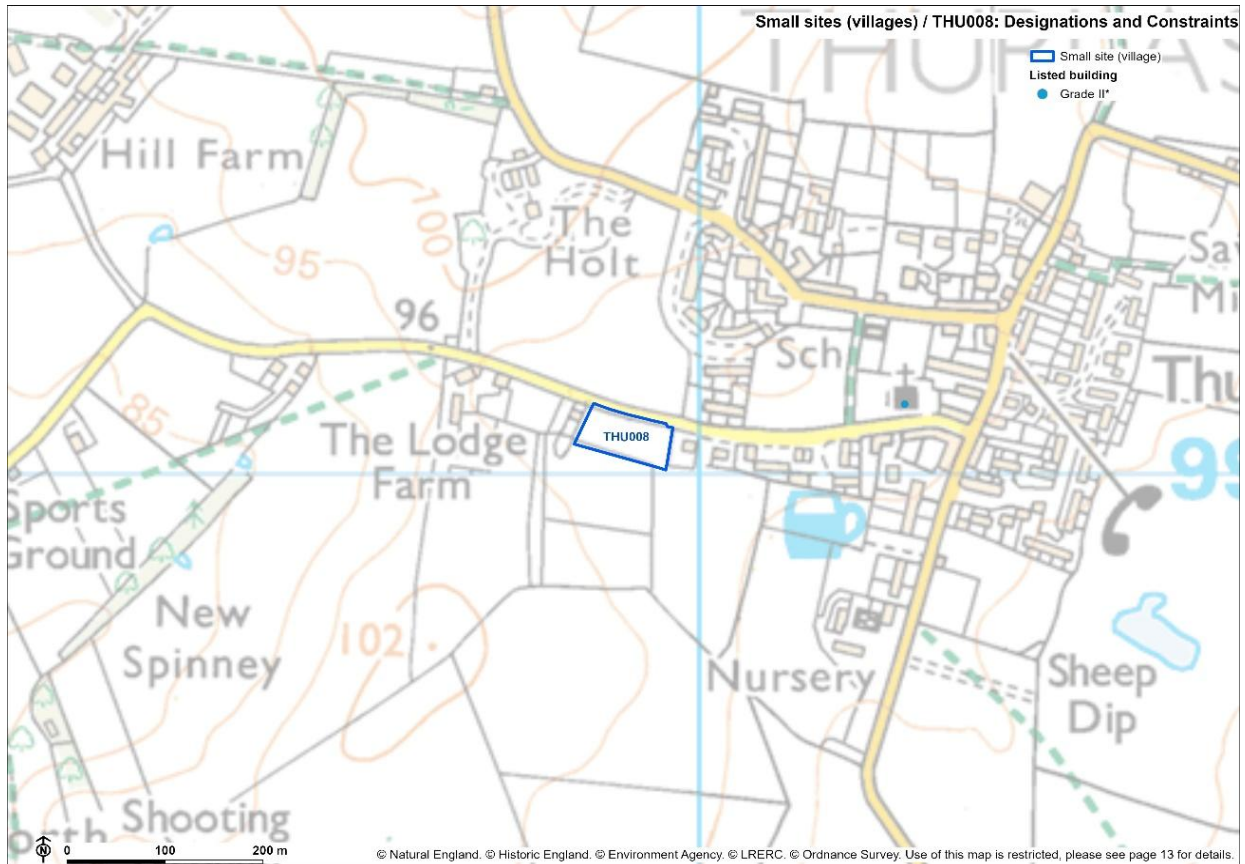 Small sites (villages) / THU008: Designations and Constraints
Small site (village)
Listed building
Grade II*
Hill Farm
100
95
The
Holt
96
Sch
85
The Lodge
Farm
THU008
Sports
Ground
New
Spinney
102
Nursery
Sheep
Dip
Shooting
N
0 100 200 m
© Natural England. © Historic England. © Environment Agency. © LRERC. © Ordnance Survey. Use of this map is restricted, please see page 13 for details.